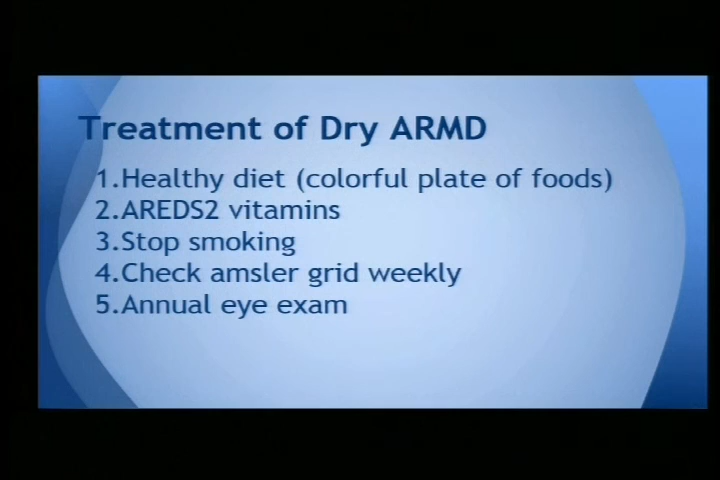 Treatment of Dry ARMD
1.Healthy diet (colorful plate of foods)
2.AREDS2 vitamins
3.Stop smoking
4.Check amsler grid weekly
5.Annual eye exam